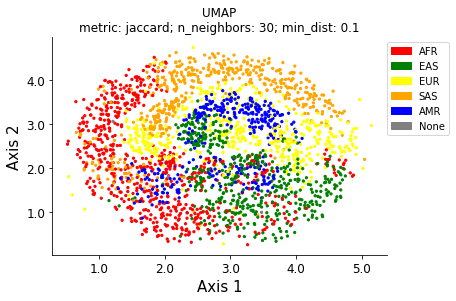 UMAP
metric: jaccard; n_neighbors: 30; min_dist: 0.1
AFR
EAS
EUR
SAS
AMR
None
Axis 2
4.0
3.0
2.0
1.0
1.0 2.0 3.0 4.0 5.0
Axis 1